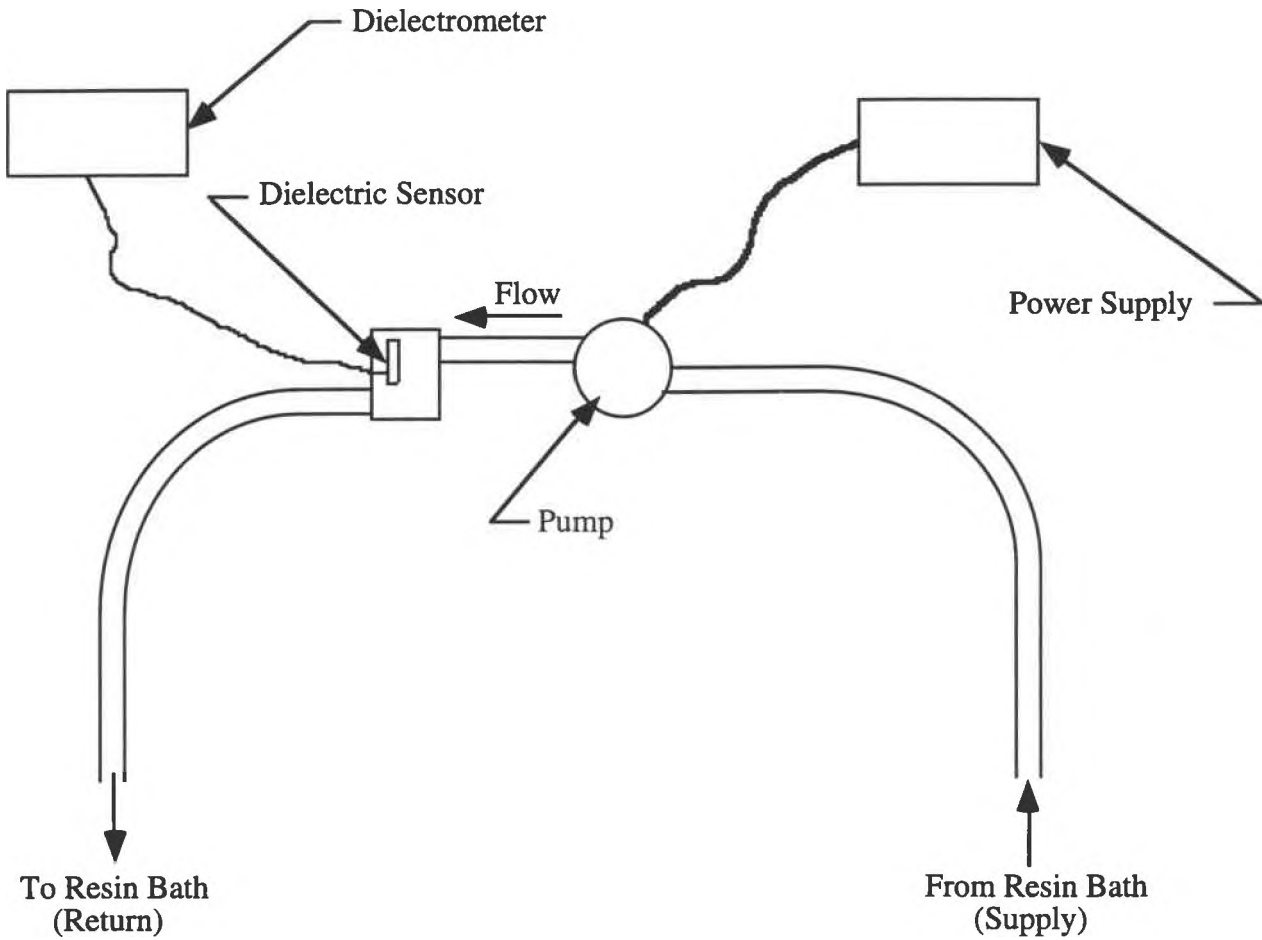 Dielectrometer
Dielectric Sensor
Flow
Power Supply
Pump
To Resin Bath
(Return)
From Resin Bath
(Supply)